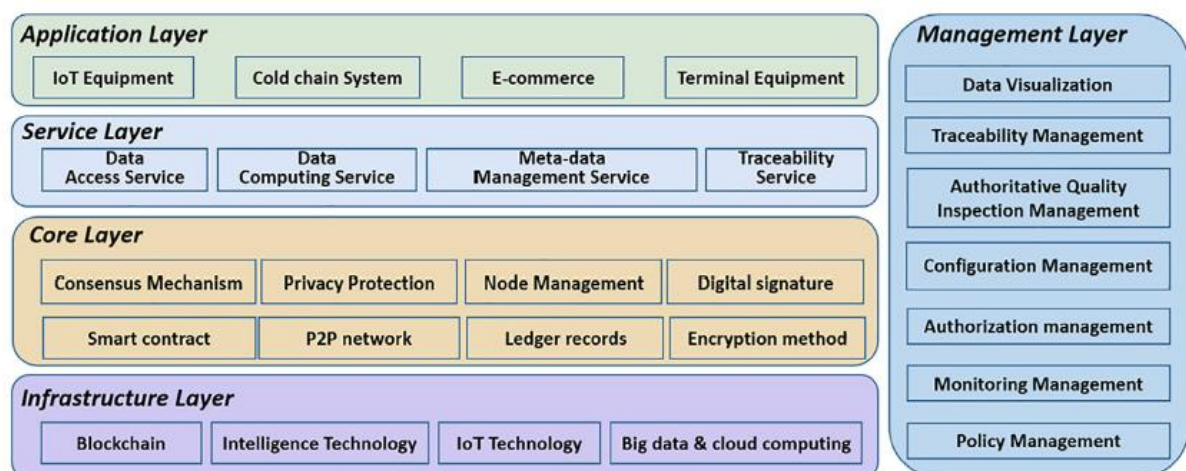 Application Layer
IoT Equipment
Cold chain System
E-commerce
Terminal Equipment
Service Layer
Data
Access Service
Data
Computing Service
Meta-data
Management Service
Traceability
Service
Core Layer
Consensus Mechanism
Privacy Protection
Node Management
Digital signature
Smart contract
P2P network
Ledger records
Encryption method
Infrastructure Layer
Blockchain
Intelligence Technology
IoT Technology
Big data & cloud computing
Management Layer
Data Visualization
Traceability Management
Authoritative Quality
Inspection Management
Configuration Management
Authorization management
Monitoring Management
Policy Management